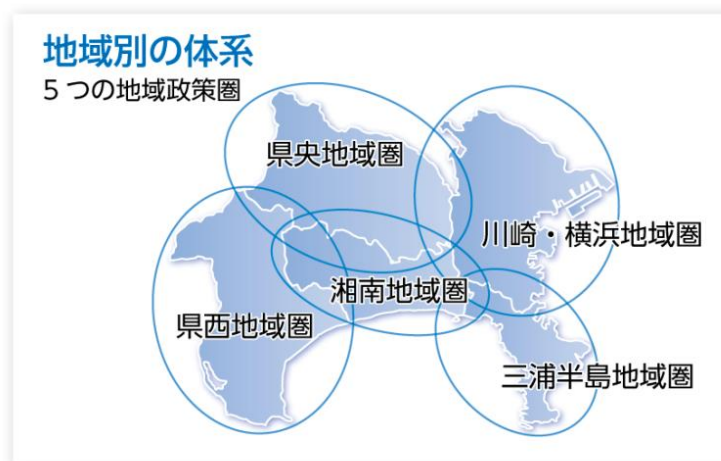 地域別の体系
5つの地域政策圏
県央地域圏
川崎・横浜地域圏
湘南地域圏
県西地域圏
三浦半島地域圏